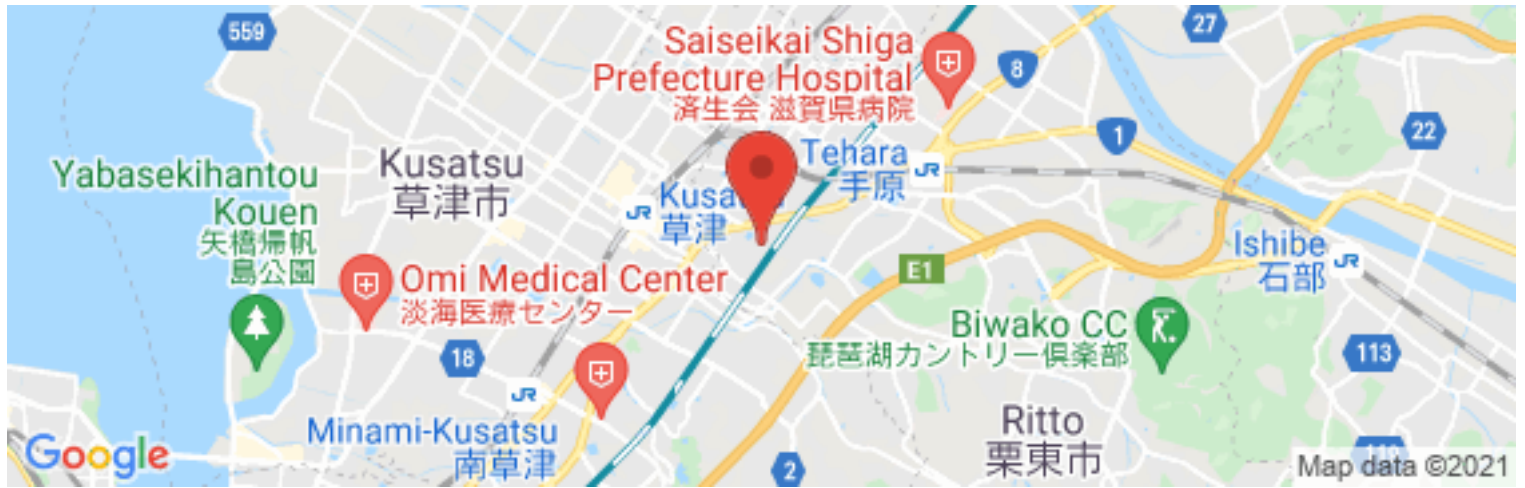 559
27
Saiseikai Shiga
Prefecture Hospital
済生会 滋賀県病院
8
1
22
Yabasekihantou
Kouen
矢橋帰帆
島公園
Kusatsu
草津市
Tehara
手原
JR
JR
草津
Ishibe
石部
JR
E1
Omi Medical Center
淡海医療センター
Biwako CC
琵琶湖カントリー倶楽部
18
113
JR
Minami-Kusatsu
南草津
Ritto
栗東市
2
Google
Map data ©2021